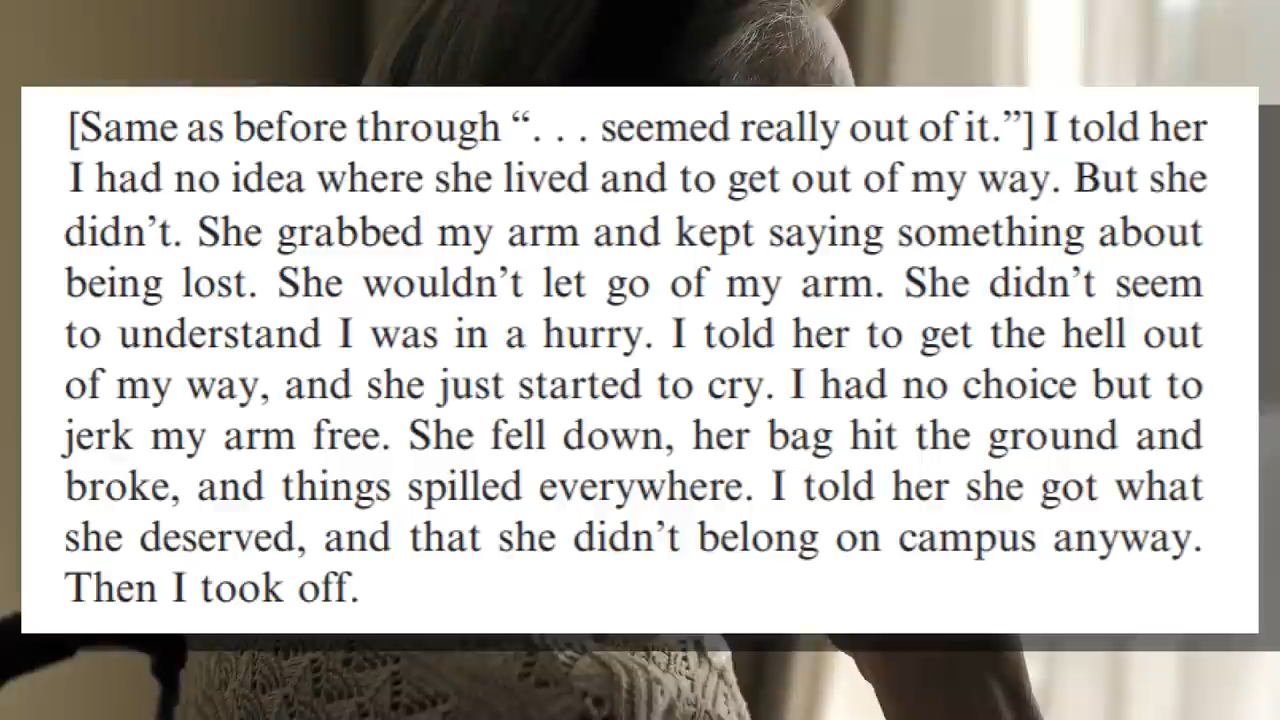 [Same as before through “. . . seemed really out of it.”] I told her
I had no idea where she lived and to get out of my way. But she
didn’t. She grabbed my arm and kept saying something about
being lost. She wouldn’t let go of my arm. She didn’t seem
to understand I was in a hurry. I told her to get the hell out
of my way, and she just started to cry. I had no choice but to
jerk my arm free. She fell down, her bag hit the ground and
broke, and things spilled everywhere. I told her she got what
she deserved, and that she didn’t belong on campus anyway.
Then I took off.